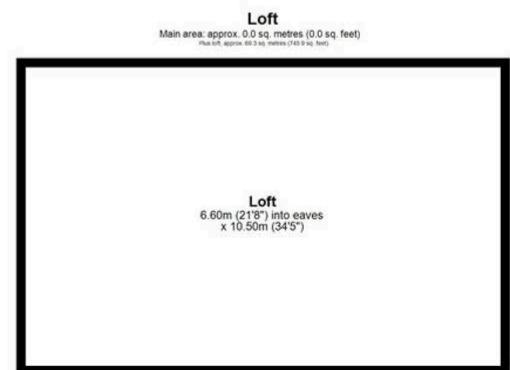 Loft
Main area: approx. 0.0 sq. metres (0.0 sq. feet)
Plus loft, approx. 69.3 sq. metres (745.9 sq. feet)
Loft
6.60m (21'8") into eaves
x 10.50m (34'5")